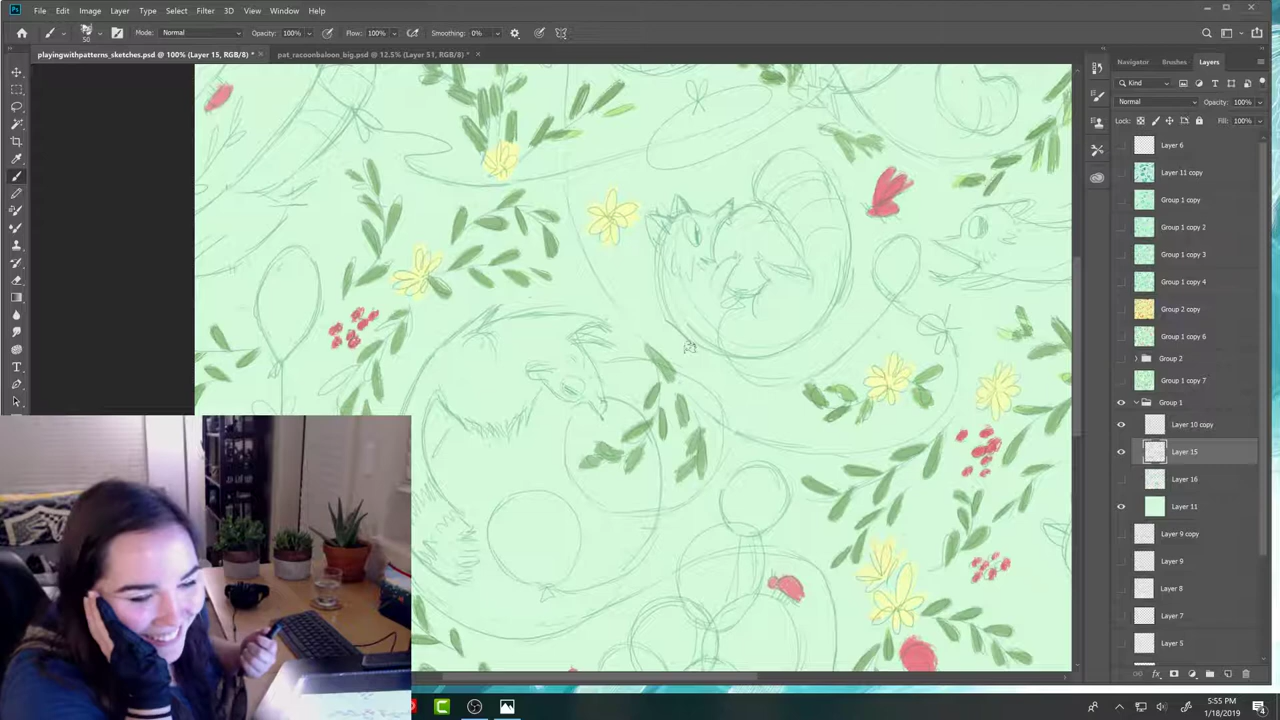 Ps File Edit Image Layer Type Select Filter 3D View Window Help
50 Mode: Normal Opacity: 100% Flow: 100% Smoothing: 0%
playingwithpatterns_sketches.psd @ 100% (Layer 15, RGB/8) * × pat_racoonbaloon_big.psd @ 12.5% (Layer 51, RGB/8) * ×
Navigator Brushes Layers
Kind
Normal Opacity: 100%
Lock: Fill: 100%
Layer 6
Layer 11 copy
Group 1 copy
Group 1 copy 2
Group 1 copy 3
Group 1 copy 4
Group 2 copy
Group 1 copy 6
Group 2
Group 1 copy 7
Group 1
Layer 10 copy
Layer 15
Layer 16
Layer 11
Layer 9 copy
Layer 9
Layer 8
Layer 7
Layer 5
fx
5:55 PM
1/18/2019
4